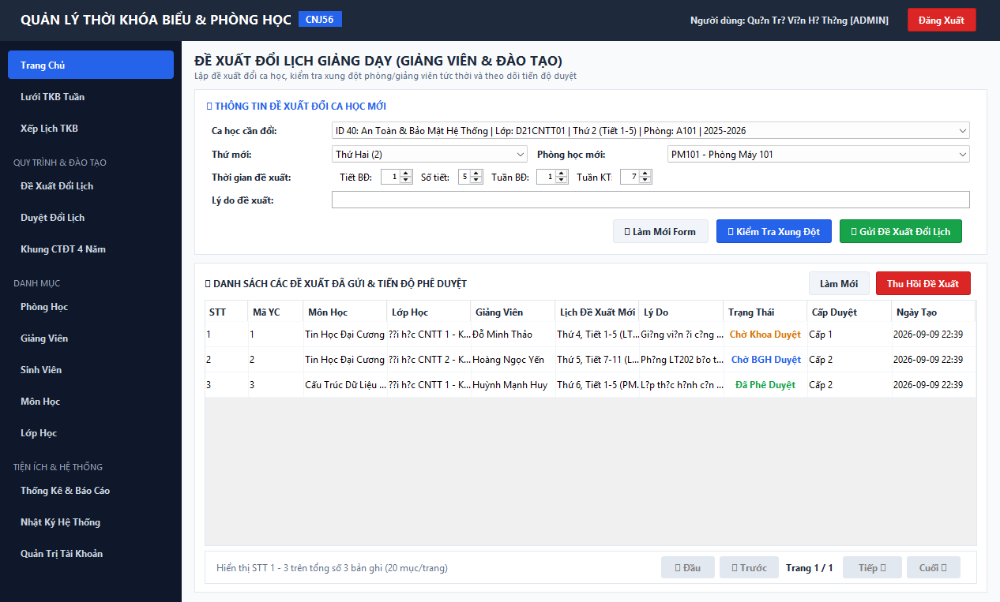 QUẢN LÝ THỜI KHÓA BIỂU & PHÒNG HỌC CNJ56 Người dùng: Qu?n Tr? Vi?n H? Th?ng [ADMIN] Đăng Xuất
Trang Chủ
Lưới TKB Tuần
Xếp Lịch TKB
QUY TRÌNH & ĐÀO TẠO
Đề Xuất Đổi Lịch
Duyệt Đổi Lịch
Khung CTĐT 4 Năm
DANH MỤC
Phòng Học
Giảng Viên
Sinh Viên
Môn Học
Lớp Học
TIỆN ÍCH & HỆ THỐNG
Thống Kê & Báo Cáo
Nhật Ký Hệ Thống
Quản Trị Tài Khoản
ĐỀ XUẤT ĐỔI LỊCH GIẢNG DẠY (GIẢNG VIÊN & ĐÀO TẠO)
Lập đề xuất đổi ca học, kiểm tra xung đột phòng/giảng viên tức thời và theo dõi tiến độ duyệt
THÔNG TIN ĐỀ XUẤT ĐỔI CA HỌC MỚI
Ca học cần đổi: ID 40: An Toàn & Bảo Mật Hệ Thống | Lớp: D21CNTT01 | Thứ 2 (Tiết 1-5) | Phòng: A101 | 2025-2026
Thứ mới: Thứ Hai (2) Phòng học mới: PM101 - Phòng Máy 101
Thời gian đề xuất: Tiết BĐ: 1 Số tiết: 5 Tuần BĐ: 1 Tuần KT: 7
Lý do đề xuất:
Làm Mới Form Kiểm Tra Xung Đột Gửi Đề Xuất Đổi Lịch
DANH SÁCH CÁC ĐỀ XUẤT ĐÃ GỬI & TIẾN ĐỘ PHÊ DUYỆT Làm Mới Thu Hồi Đề Xuất
STT Mã YC Môn Học Lớp Học Giảng Viên Lịch Đề Xuất Mới Lý Do Trạng Thái Cấp Duyệt Ngày Tạo
1 1 Tin Học Đại Cương ??i h?c CNTT 1 - K... Đỗ Minh Thảo Thứ 4, Tiết 1-5 (LT... Gi?ng vi?n ?i c?ng ... Chờ Khoa Duyệt Cấp 1 2026-09-09 22:39
2 2 Tin Học Đại Cương ??i h?c CNTT 2 - K... Hoàng Ngọc Yến Thứ 5, Tiết 7-11 (L... Ph?ng LT202 b?o t... Chờ BGH Duyệt Cấp 2 2026-09-09 22:39
3 3 Cấu Trúc Dữ Liệu ... ??i h?c CNTT 1 - K... Huỳnh Mạnh Huy Thứ 6, Tiết 1-5 (PM... L?p th?c h?nh c?n ... Đã Phê Duyệt Cấp 2 2026-09-09 22:39
Hiển thị STT 1 - 3 trên tổng số 3 bản ghi (20 mục/trang) Đầu Trước Trang 1 / 1 Tiếp Cuối